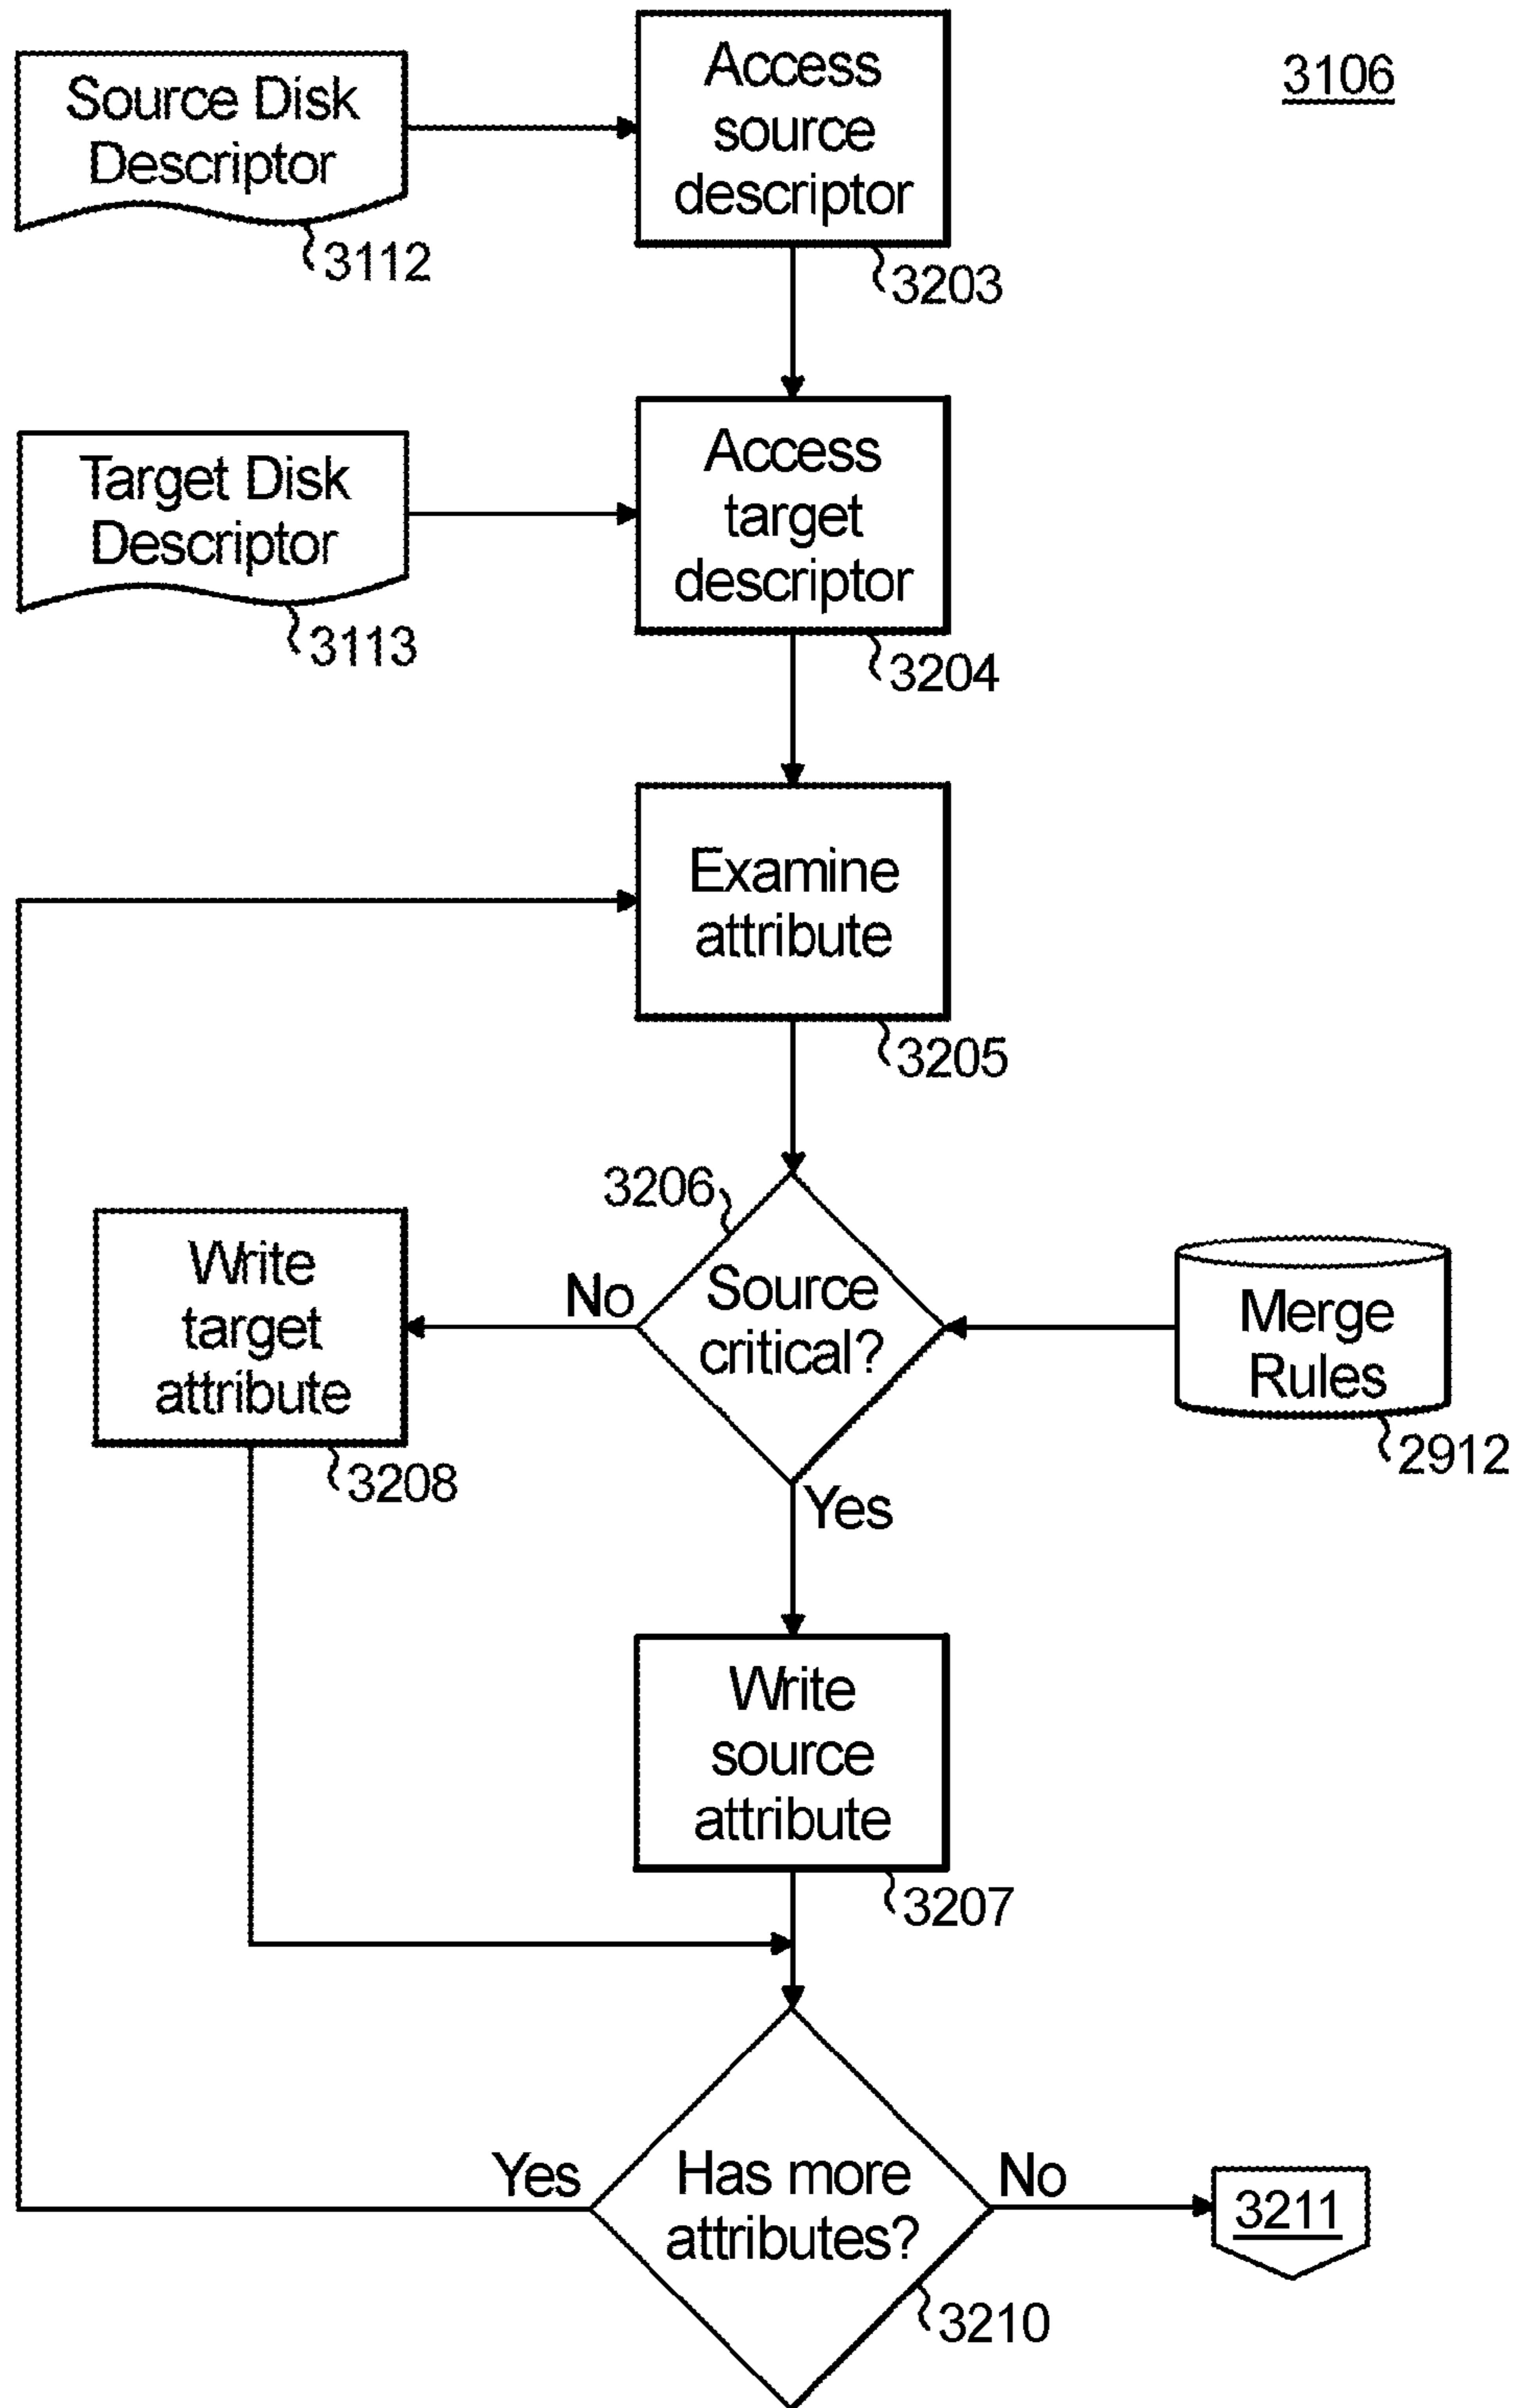 3106
Source Disk
Descriptor
3112
Access
source
descriptor
3203
Target Disk
Descriptor
3113
Access
target
descriptor
3204
Examine
attribute
3205
3206
Source
critical?
No
Yes
Write
target
attribute
3208
Merge
Rules
2912
Write
source
attribute
3207
Has more
attributes?
Yes
No
3210
3211